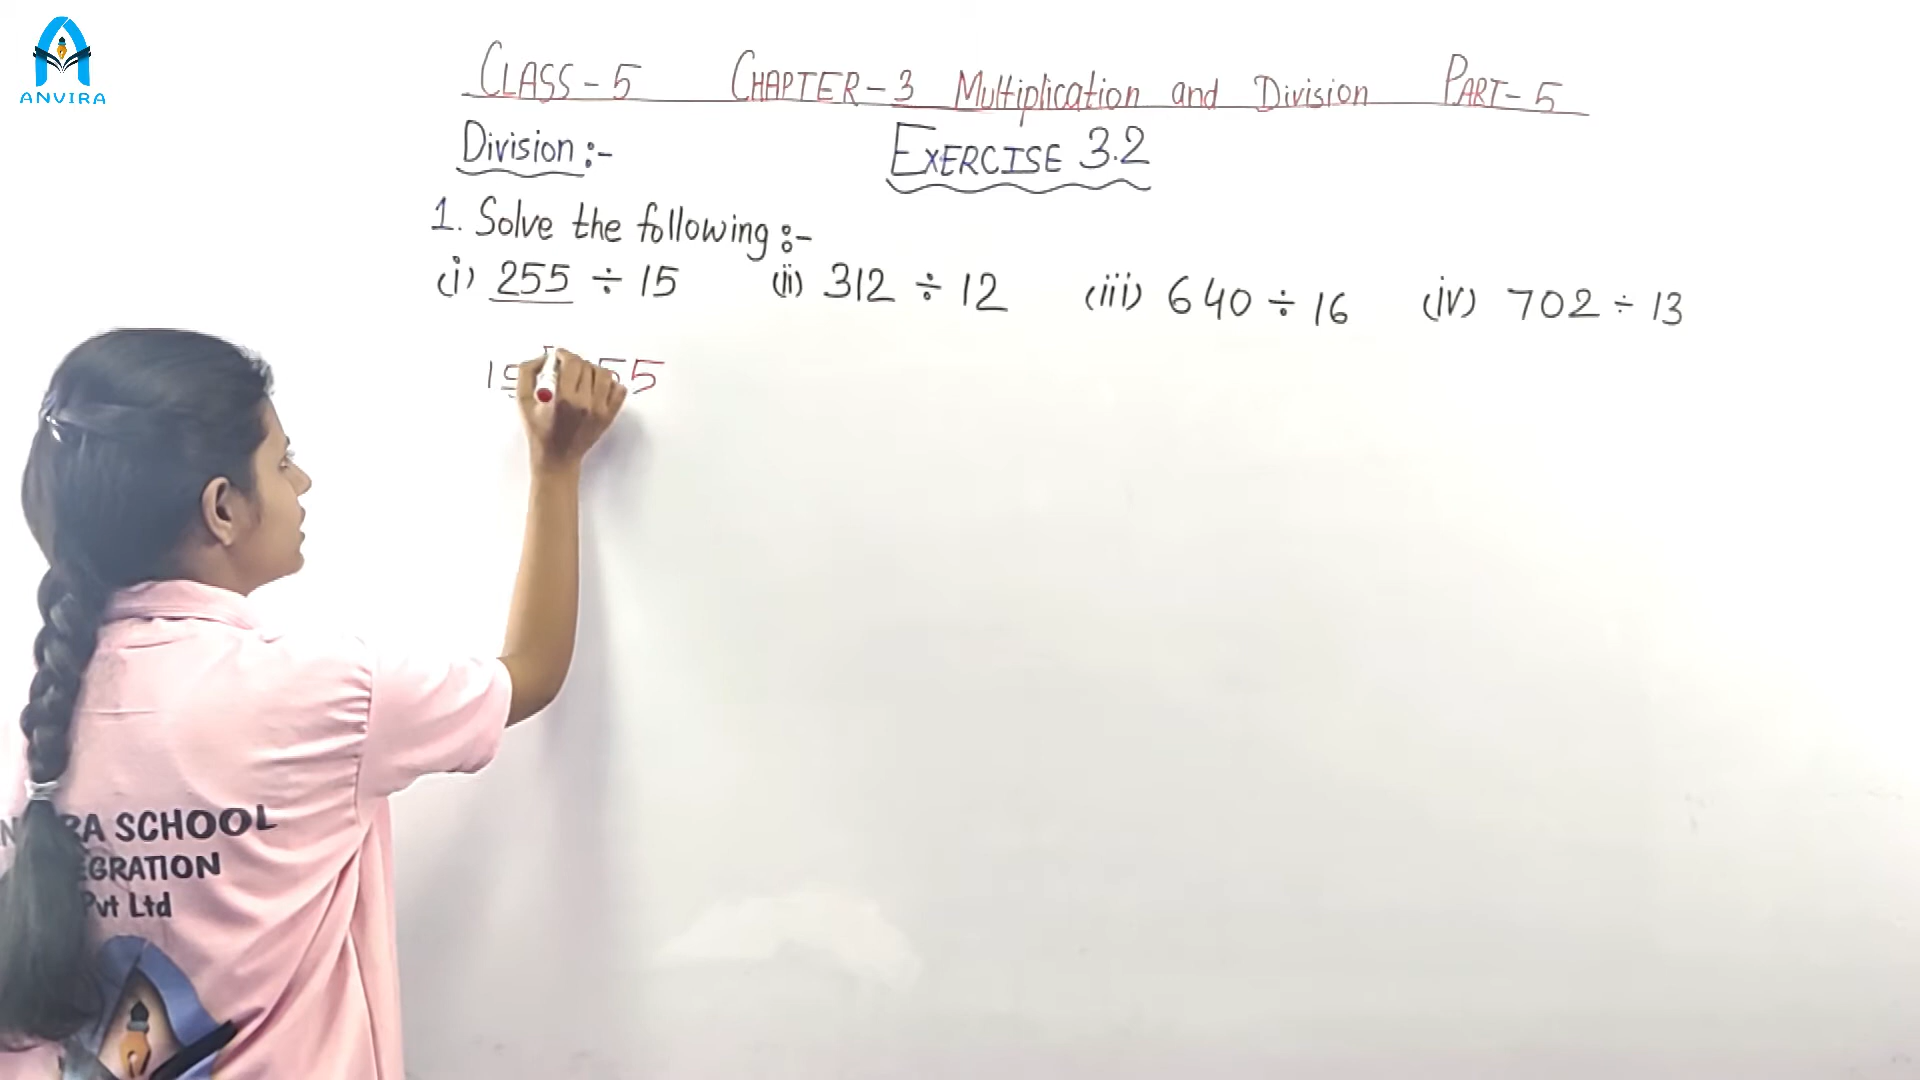 ANVIRA
CLASS-5 CHAPTER-3 Multiplication and Division PART-5
Division :- EXERCISE 3.2
1. Solve the following :-
(i) 255 ÷ 15 (ii) 312 ÷ 12 (iii) 640 ÷ 16 (iv) 702 ÷ 13
55
RA SCHOOL
EGRATION
Pvt Ltd